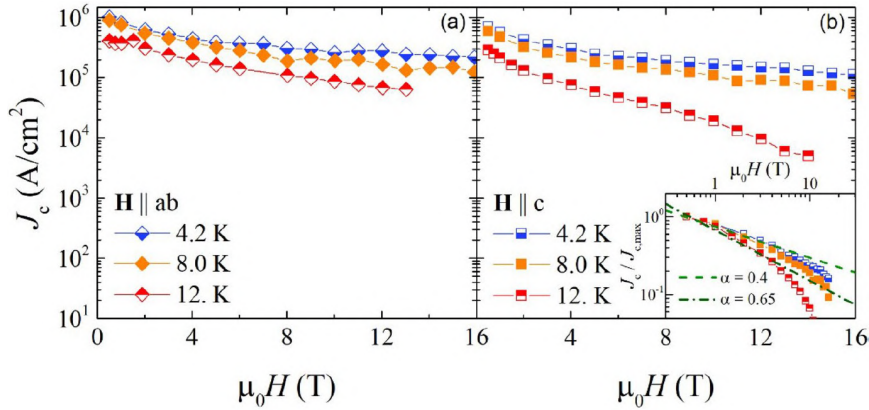 (a)
(b)
10⁶
10⁵
10⁴
10³
10²
10¹
J_c (A/cm²)
H || ab
4.2 K
8.0 K
12. K
H || c
4.2 K
8.0 K
12. K
μ₀H (T)
1 10
10⁰
10⁻¹
J_c / J_c,max
α = 0.4
α = 0.65
0 4 8 12 16
4 8 12 16
μ₀H (T)
μ₀H (T)